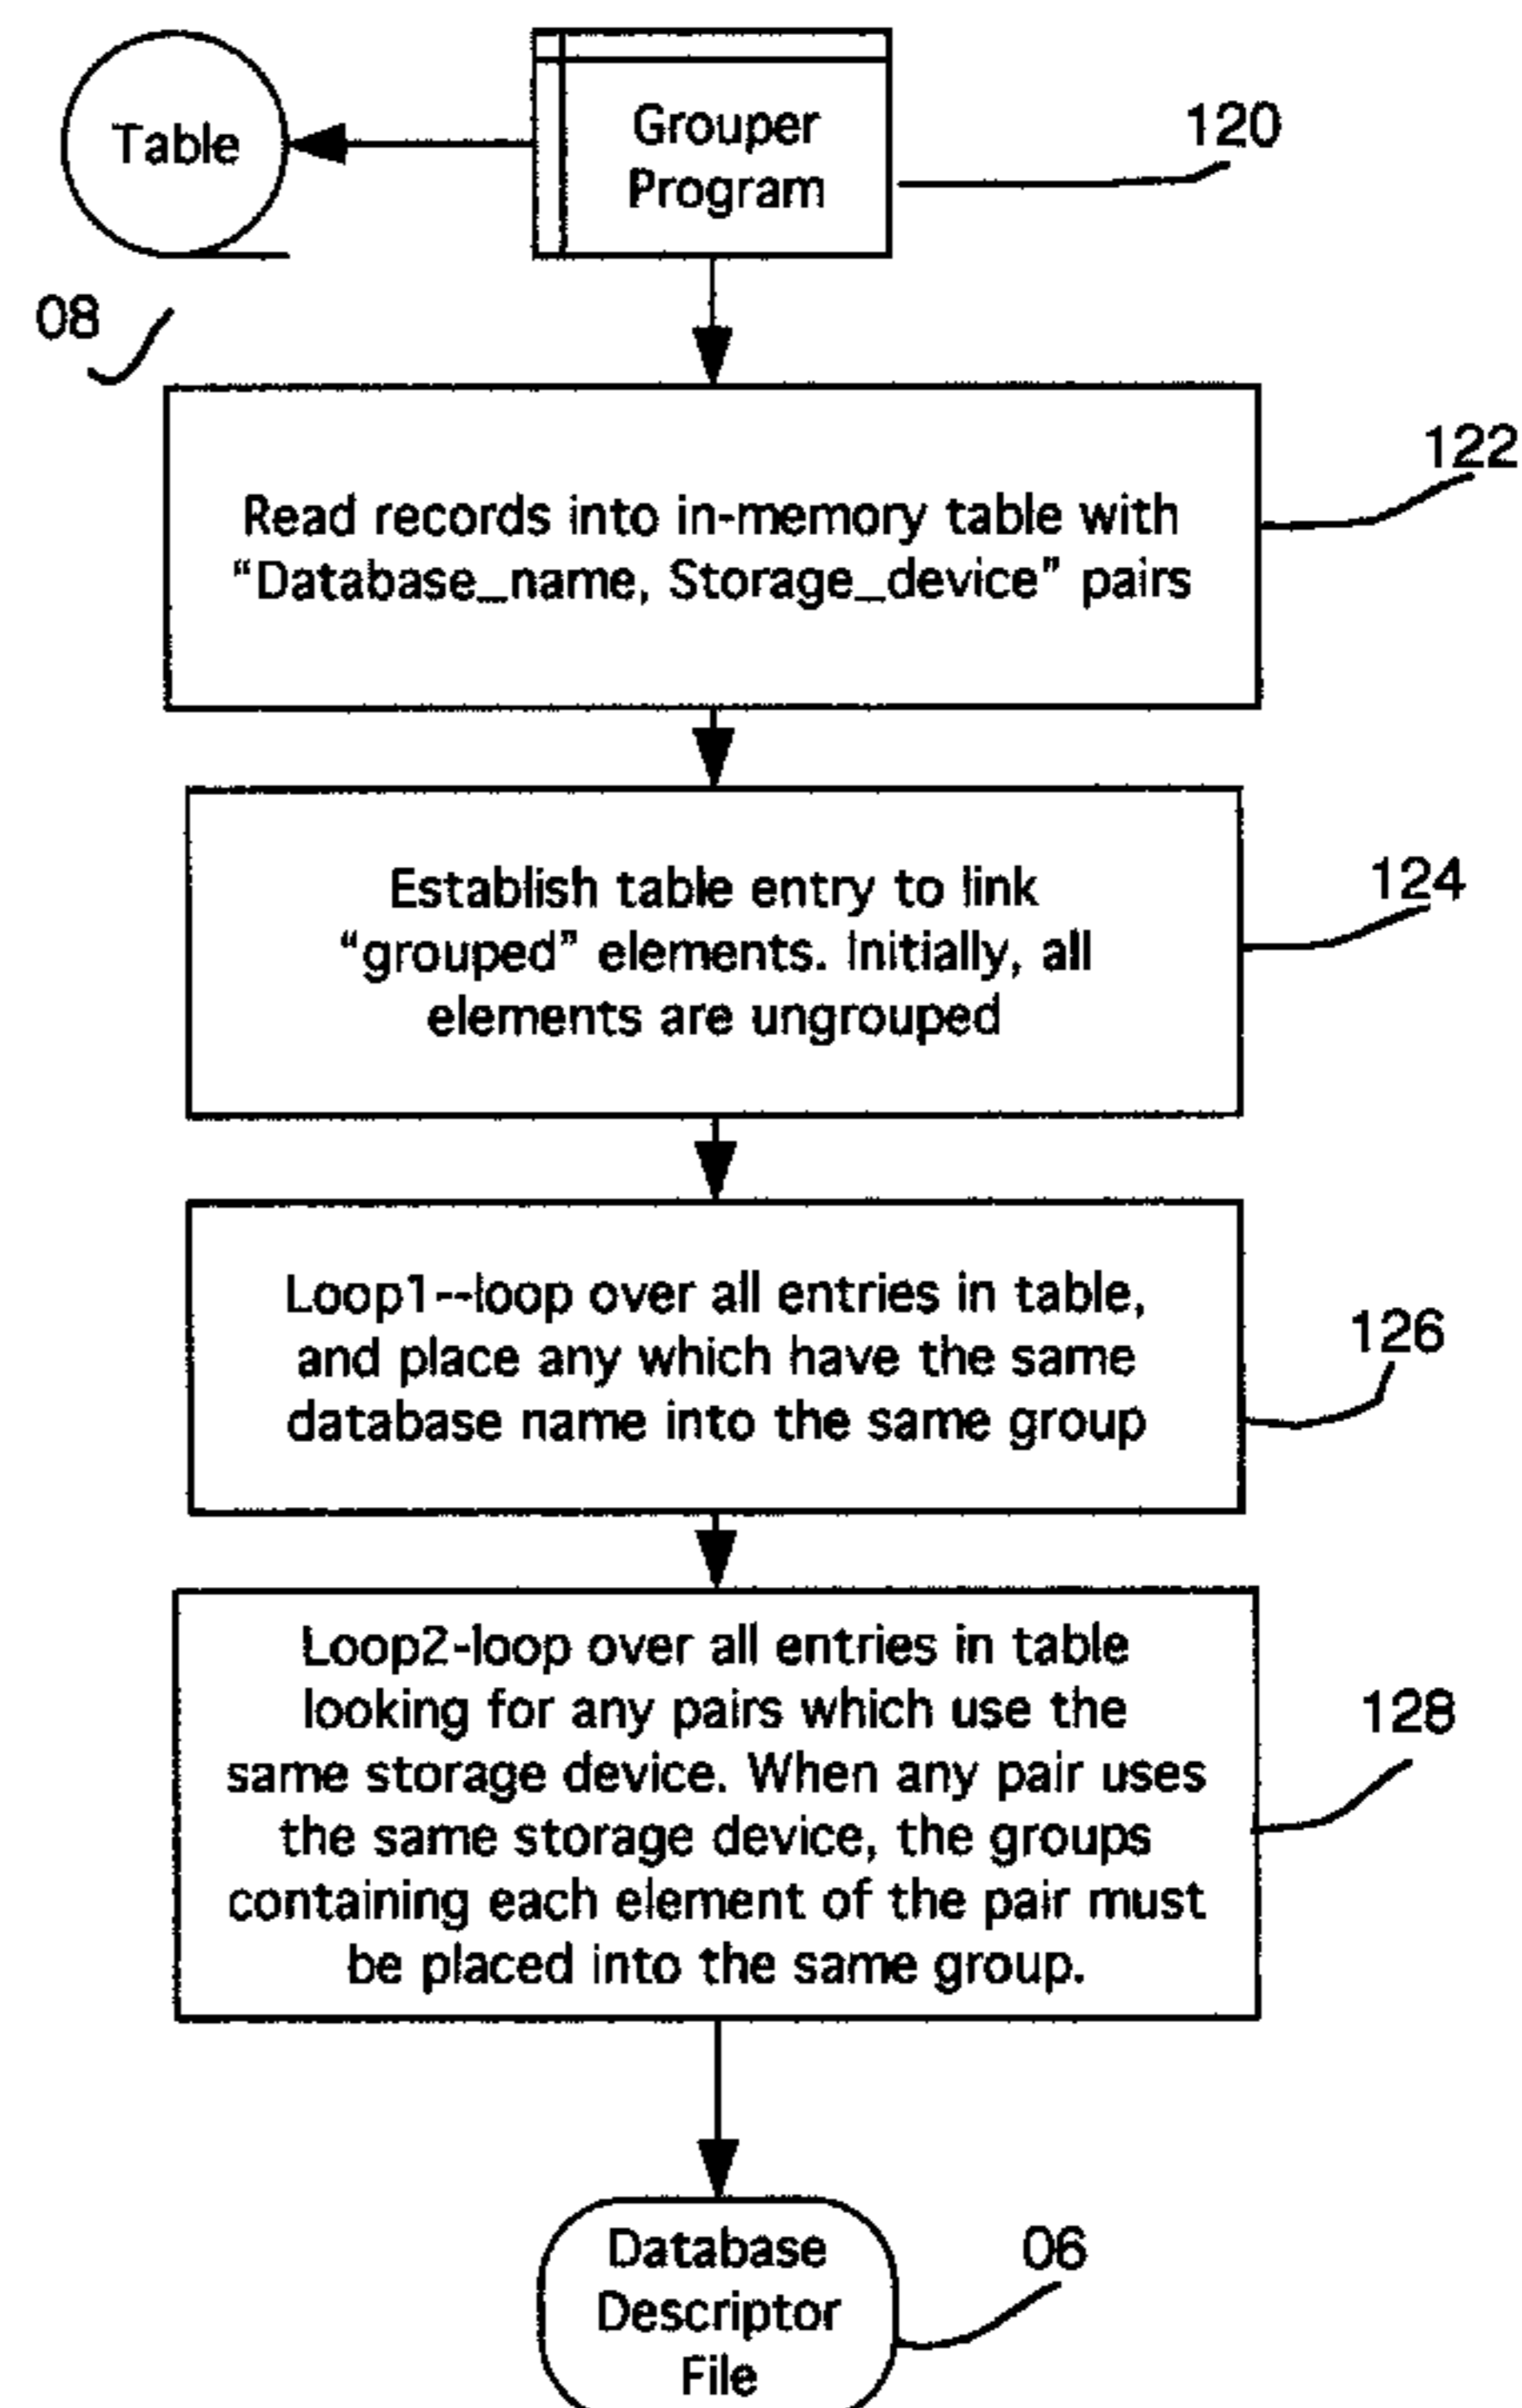 Table
Grouper
Program
120
08
122
Read records into in-memory table with
“Database_name, Storage_device” pairs
124
Establish table entry to link
“grouped” elements. Initially, all
elements are ungrouped
126
Loop1--loop over all entries in table,
and place any which have the same
database name into the same group
128
Loop2-loop over all entries in table
looking for any pairs which use the
same storage device. When any pair uses
the same storage device, the groups
containing each element of the pair must
be placed into the same group.
06
Database
Descriptor
File